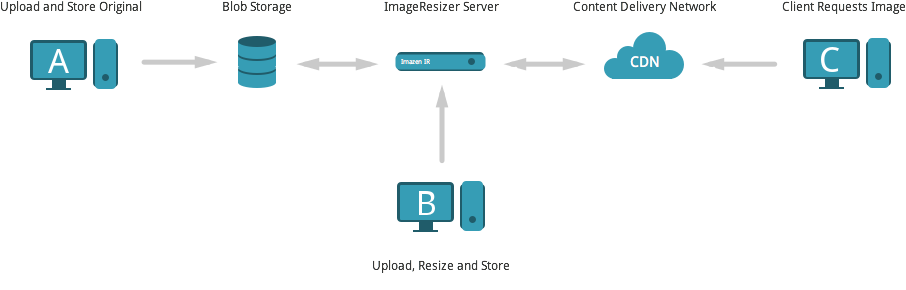 Upload and Store Original
Blob Storage
ImageResizer Server
Content Delivery Network
Client Requests Image
A
Imazen IR
CDN
C
B
Upload, Resize and Store